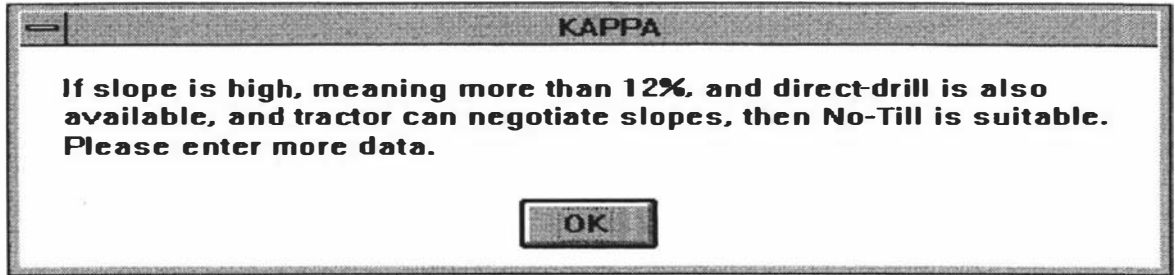 KAPPA
If slope is high, meaning more than 12%, and direct-drill is also
available, and tractor can negotiate slopes, then No-Till is suitable.
Please enter more data.
OK